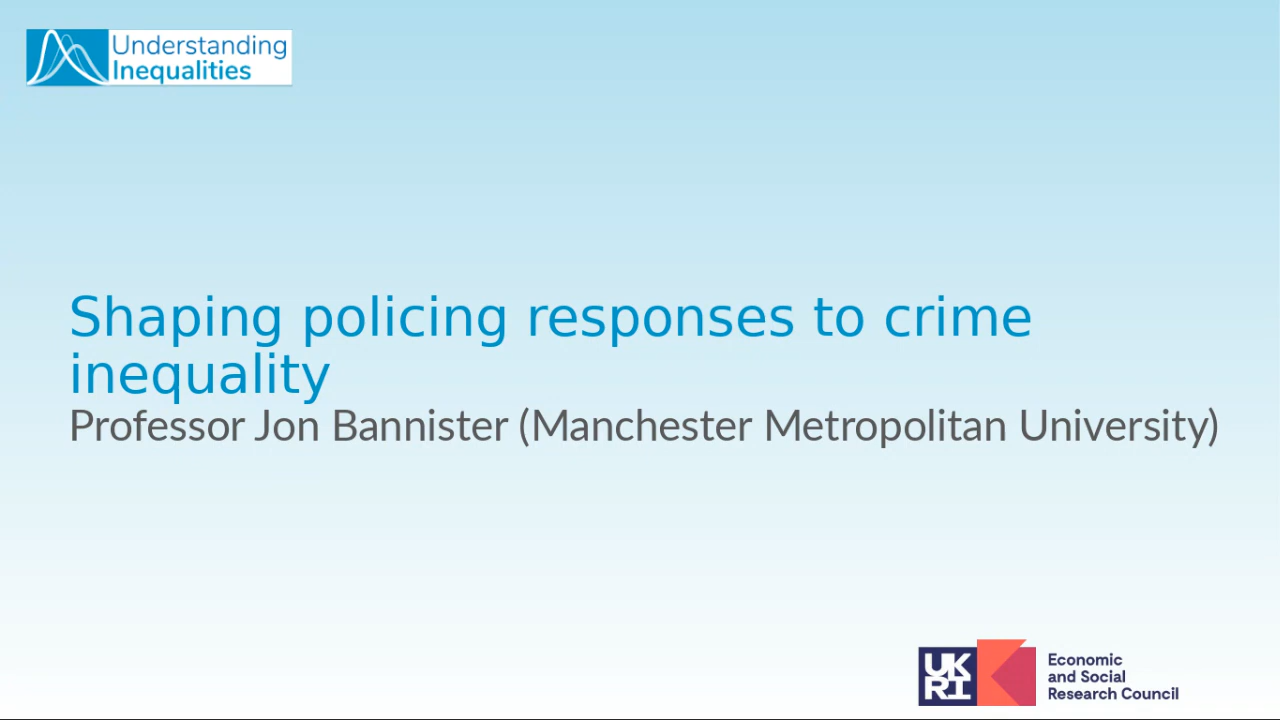 Understanding
Inequalities
Shaping policing responses to crime
inequality
Professor Jon Bannister (Manchester Metropolitan University)
UK
RI
Economic
and Social
Research Council